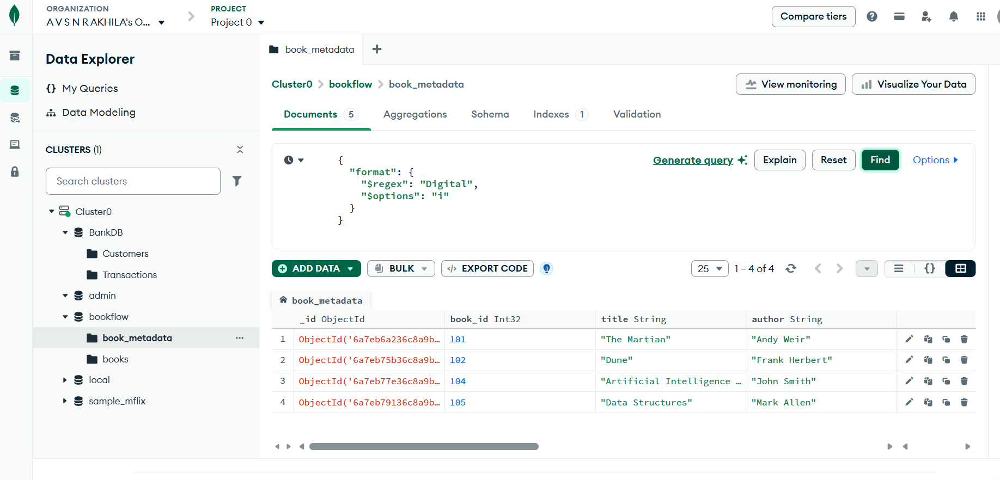 ORGANIZATION
A V S N R AKHILA's O...
PROJECT
Project 0
Compare tiers
Data Explorer
My Queries
Data Modeling
CLUSTERS (1)
Search clusters
Cluster0
BankDB
Customers
Transactions
admin
bookflow
book_metadata
books
local
sample_mflix
book_metadata
Cluster0 bookflow book_metadata
View monitoring
Visualize Your Data
Documents 5
Aggregations
Schema
Indexes 1
Validation
{
"format": {
"$regex": "Digital",
"$options": "i"
}
}
Generate query
Explain
Reset
Find
Options
ADD DATA
BULK
EXPORT CODE
25
1 – 4 of 4
book_metadata
_id ObjectId book_id Int32 title String author String
1 ObjectId('6a7eb6a236c8a9b... 101 "The Martian" "Andy Weir"
2 ObjectId('6a7eb75b36c8a9b... 102 "Dune" "Frank Herbert"
3 ObjectId('6a7eb77e36c8a9b... 104 "Artificial Intelligence ... "John Smith"
4 ObjectId('6a7eb79136c8a9b... 105 "Data Structures" "Mark Allen"